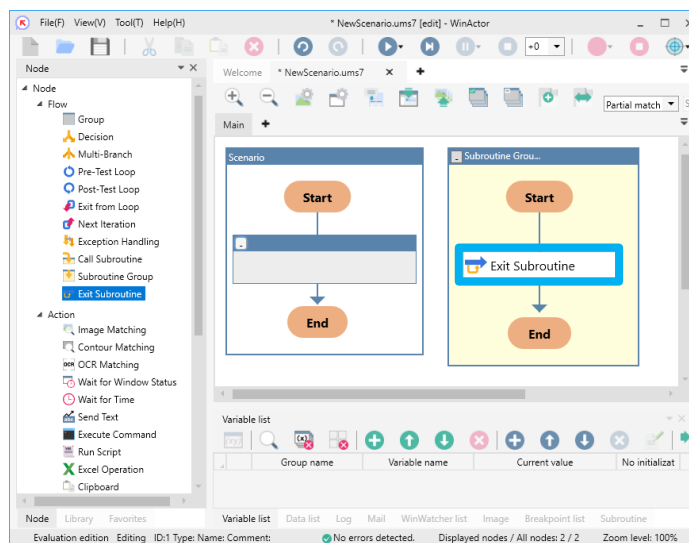 File(F) View(V) Tool(T) Help(H)
* NewScenario.ums7 [edit] - WinActor
+0
Node
Welcome * NewScenario.ums7
Partial match
Main
Node
Flow
Group
Decision
Multi-Branch
Pre-Test Loop
Post-Test Loop
Exit from Loop
Next Iteration
Exception Handling
Call Subroutine
Subroutine Group
Exit Subroutine
Action
Image Matching
Contour Matching
OCR Matching
Wait for Window Status
Wait for Time
Send Text
Execute Command
Run Script
Excel Operation
Clipboard
Node Library Favorites
Scenario
Start
End
Subroutine Grou...
Start
Exit Subroutine
End
Variable list
Group name Variable name Current value No initializat
Variable list Data list Log Mail WinWatcher list Image Breakpoint list Subroutine
Evaluation edition Editing ID:1 Type: Name: Comment: No errors detected. Displayed nodes / All nodes: 2 / 2 Zoom level: 100%